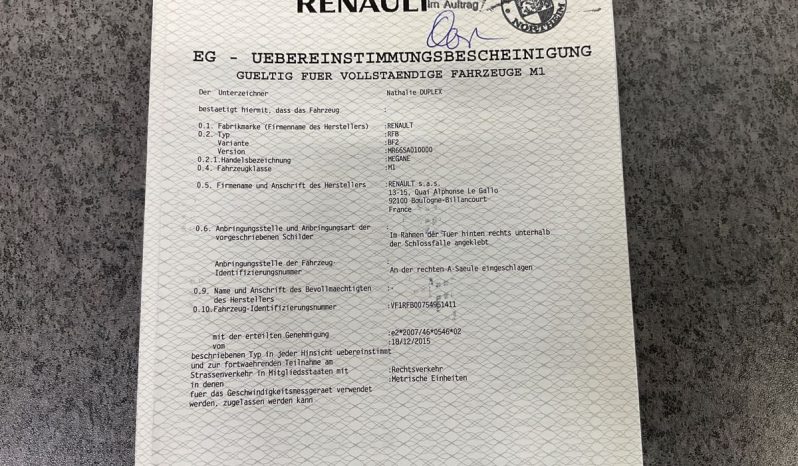 RENAULT im Auftrag
NORTHEIM
EG - UEBEREINSTIMMUNGSBESCHEINIGUNG
GUELTIG FUER VOLLSTAENDIGE FAHRZEUGE M1
Der Unterzeichner Nathalie DUPLEX
bestaetigt hiermit, dass das Fahrzeug :
0.1. Fabrikmarke (Firmenname des Herstellers) :RENAULT
0.2. Typ :RFB
Variante :BF2
Version :MR66SA010000
0.2.1.Handelsbezeichnung :MEGANE
0.4. Fahrzeugklasse :M1
0.5. Firmenname und Anschrift des Herstellers :RENAULT s.a.s.
13-15, Quai Alphonse Le Gallo
92100 Boulogne-Billancourt
France
0.6. Anbringungsstelle und Anbringungsart der :
vorgeschriebenen Schilder Im Rahmen der Tuer hinten rechts unterhalb
der Schlossfalle angeklebt
Anbringungsstelle der Fahrzeug- :
Identifizierungsnummer An der rechten A-Saeule eingeschlagen
0.9. Name und Anschrift des Bevollmaechtigten :-
des Herstellers
0.10.Fahrzeug-Identifizierungsnummer :VF1RFB00754961411
mit der erteilten Genehmigung :e2*2007/46*0546*02
vom :18/12/2015
beschriebenen Typ in jeder Hinsicht uebereinstimmt
und zur fortwaehrenden Teilnahme am
Strassenverkehr in Mitgliedsstaaten mit :Rechtsverkehr
in denen :Metrische Einheiten
fuer das Geschwindigkeitsmessgeraet verwendet
werden, zugelassen werden kann